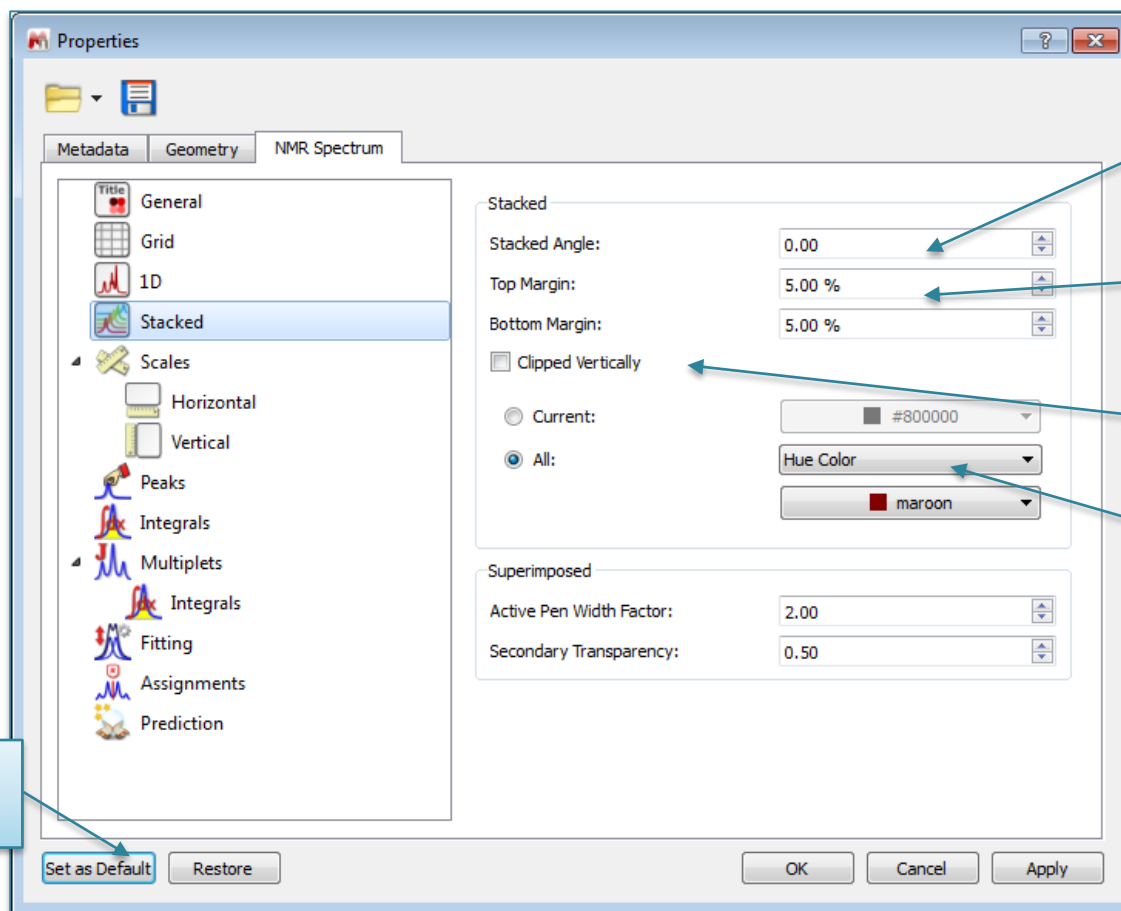 Properties
Metadata Geometry NMR Spectrum
Title
General
Grid
1D
Stacked
Scales
Horizontal
Vertical
Peaks
Integrals
Multiplets
Integrals
Fitting
Assignments
Prediction
Stacked
Stacked Angle: 0.00
Top Margin: 5.00 %
Bottom Margin: 5.00 %
Clipped Vertically
Current: #800000
All: Hue Color
maroon
Superimposed
Active Pen Width Factor: 2.00
Secondary Transparency: 0.50
Set as Default Restore OK Cancel Apply